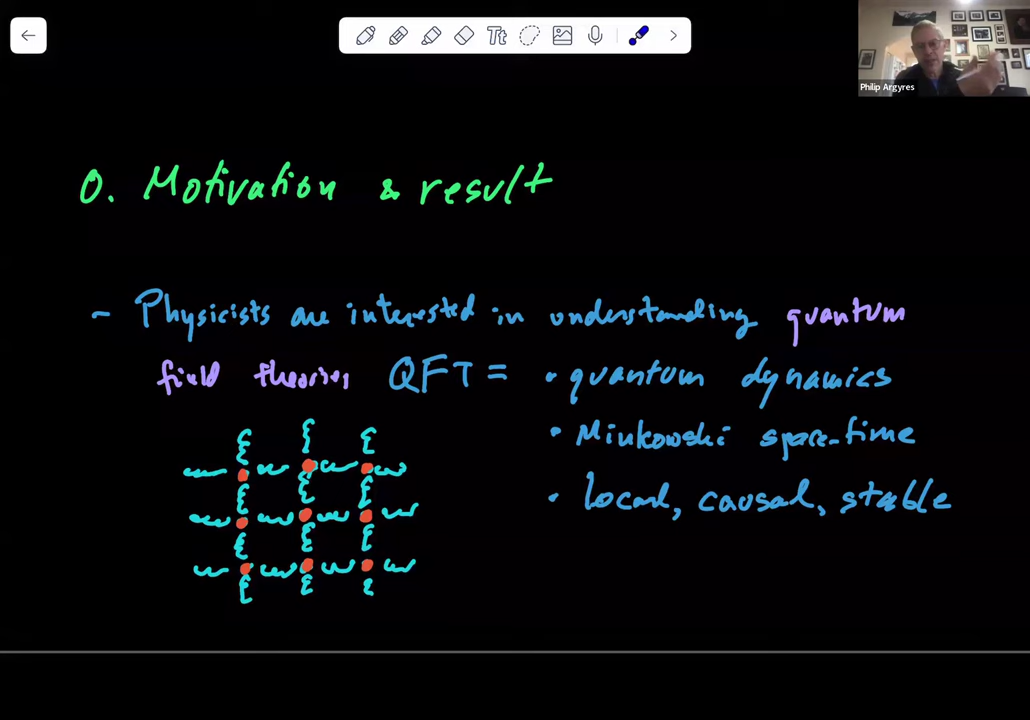 Tt
Philip Argyres
0. Motivation & result
- Physicists are interested in understanding quantum
field theories QFT = • quantum dynamics
• Minkowski space-time
• local, causal, stable